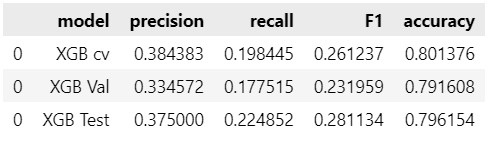 model precision recall F1 accuracy
0 XGB cv 0.384383 0.198445 0.261237 0.801376
0 XGB Val 0.334572 0.177515 0.231959 0.791608
0 XGB Test 0.375000 0.224852 0.281134 0.796154